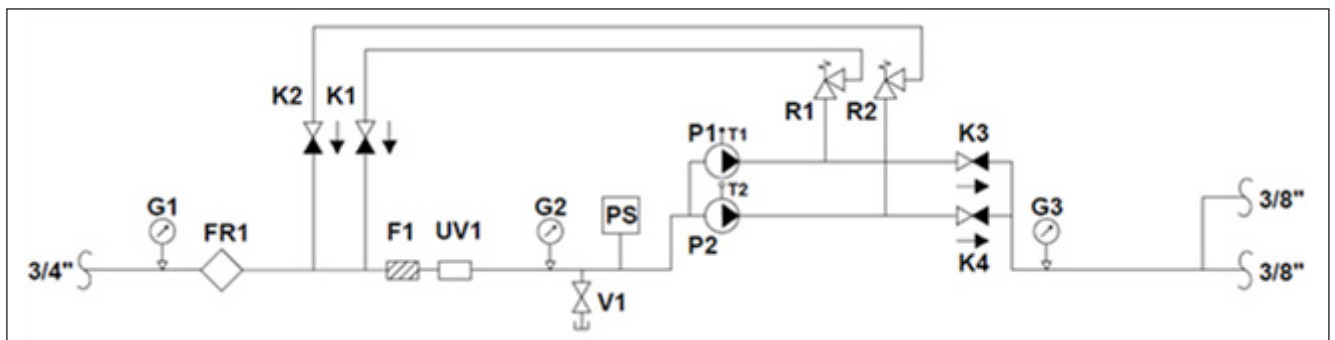 K2
K1
R1
R2
P1
T1
K3
G1
FR1
F1
UV1
G2
PS
T2
P2
G3
3/8"
K4
3/4"
V1
3/8"